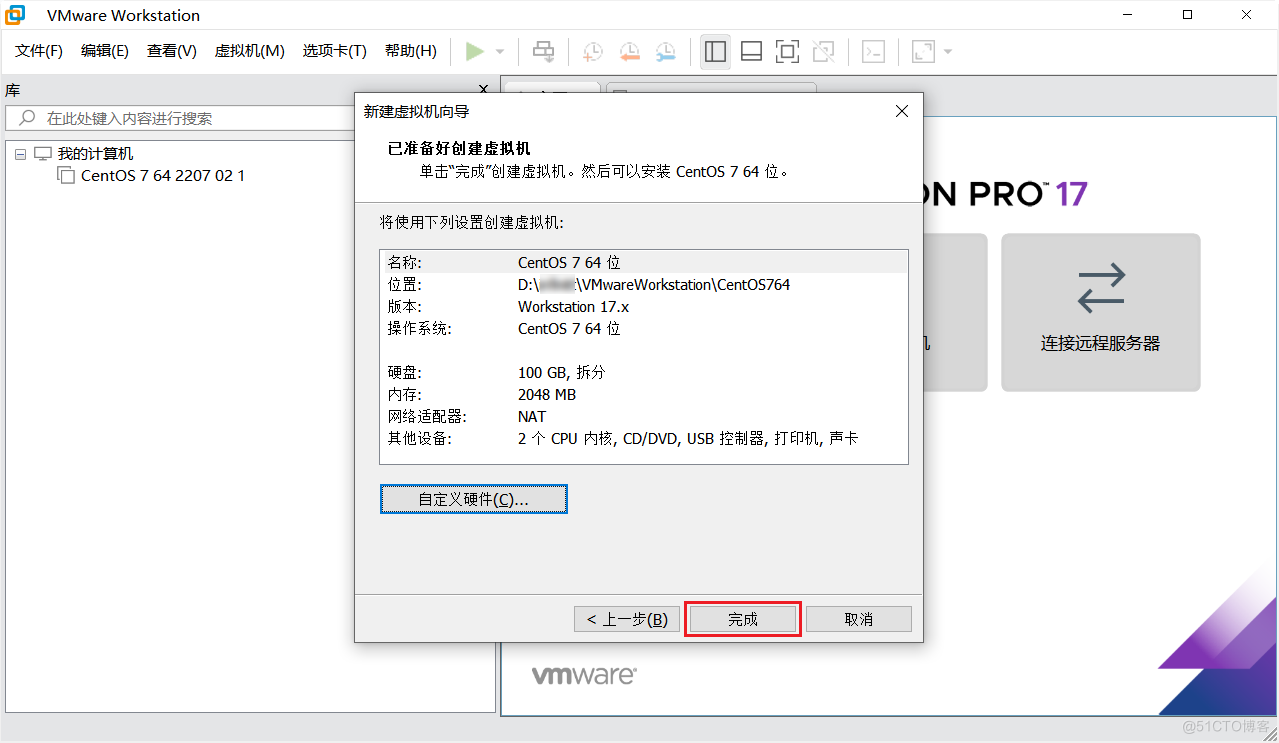 VMware Workstation
文件(F) 编辑(E) 查看(V) 虚拟机(M) 选项卡(T) 帮助(H)
库
在此处键入内容进行搜索
我的计算机
CentOS 7 64 2207 02 1
ON PRO™ 17
机
连接远程服务器
新建虚拟机向导
已准备好创建虚拟机
单击“完成”创建虚拟机。然后可以安装 CentOS 7 64 位。
将使用下列设置创建虚拟机:
名称: CentOS 7 64 位
位置: D:\ \VMwareWorkstation\CentOS764
版本: Workstation 17.x
操作系统: CentOS 7 64 位
硬盘: 100 GB, 拆分
内存: 2048 MB
网络适配器: NAT
其他设备: 2 个 CPU 内核, CD/DVD, USB 控制器, 打印机, 声卡
自定义硬件(C)...
< 上一步(B) 完成 取消
vmware®
@51CTO博客